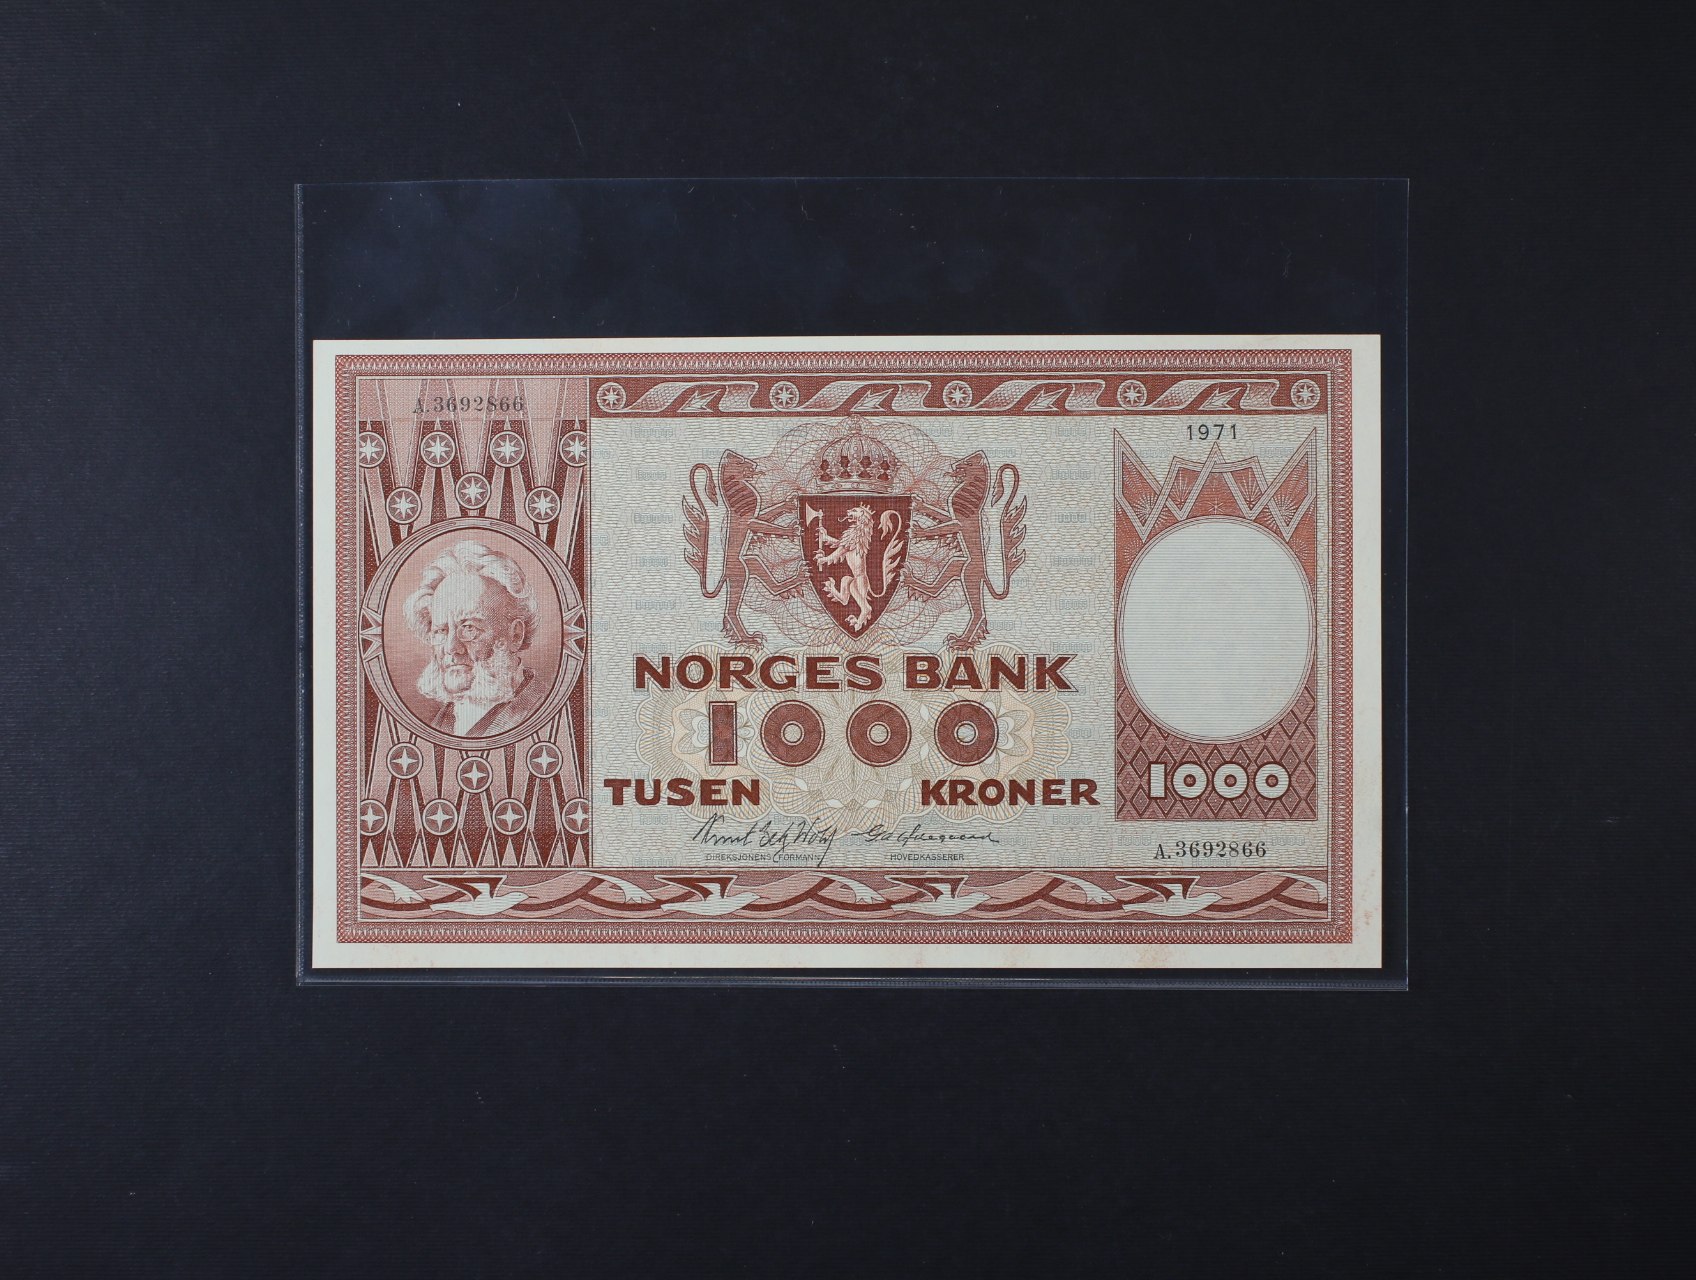 A.3692866
1971
NORGES BANK
1000
TUSEN KRONER
1000
DIREKSJONENS FORMANN HOVEDKASSERER
A.3692866